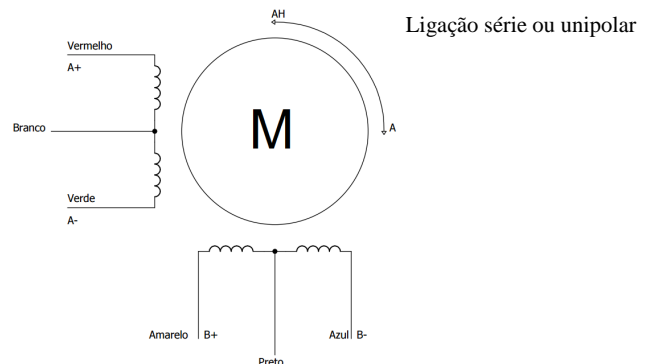 AH
Ligação série ou unipolar
Vermelho
A+
Branco
M
A
Verde
A-
Amarelo B+
Azul B-
Preto